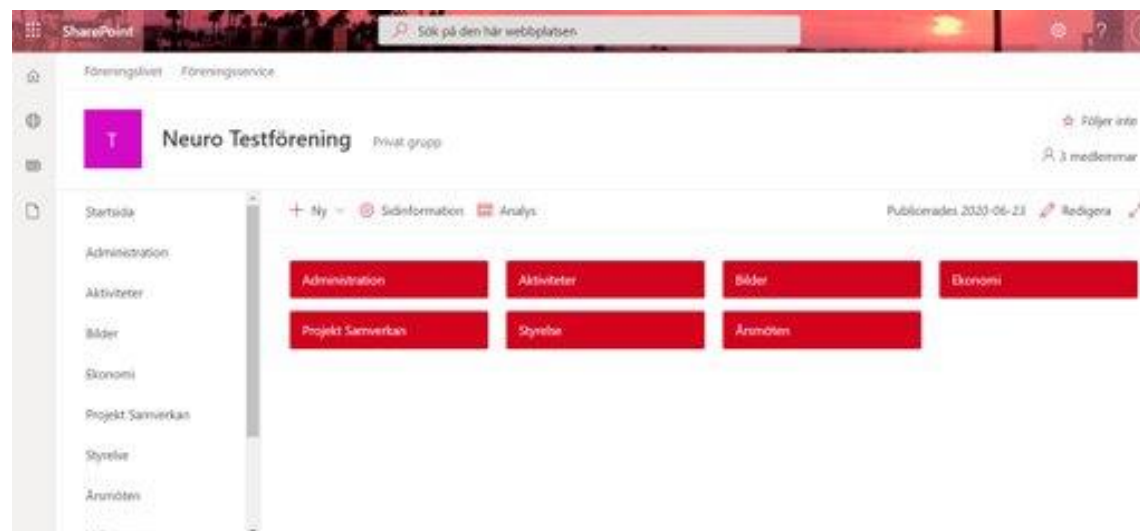 SharePoint
Sök på den här webbplatsen
?
Föreningslivet Föreningsservice
T
Neuro Testförening Privat grupp
Följer inte
3 medlemmar
+ Ny Sidinformation Analys Publicerades 2020-06-23 Redigera
Startsida
Administration
Aktiviteter
Bilder
Ekonomi
Projekt Samverkan
Styrelse
Årsmöten
Administration Aktiviteter Bilder Ekonomi
Projekt Samverkan Styrelse Årsmöten